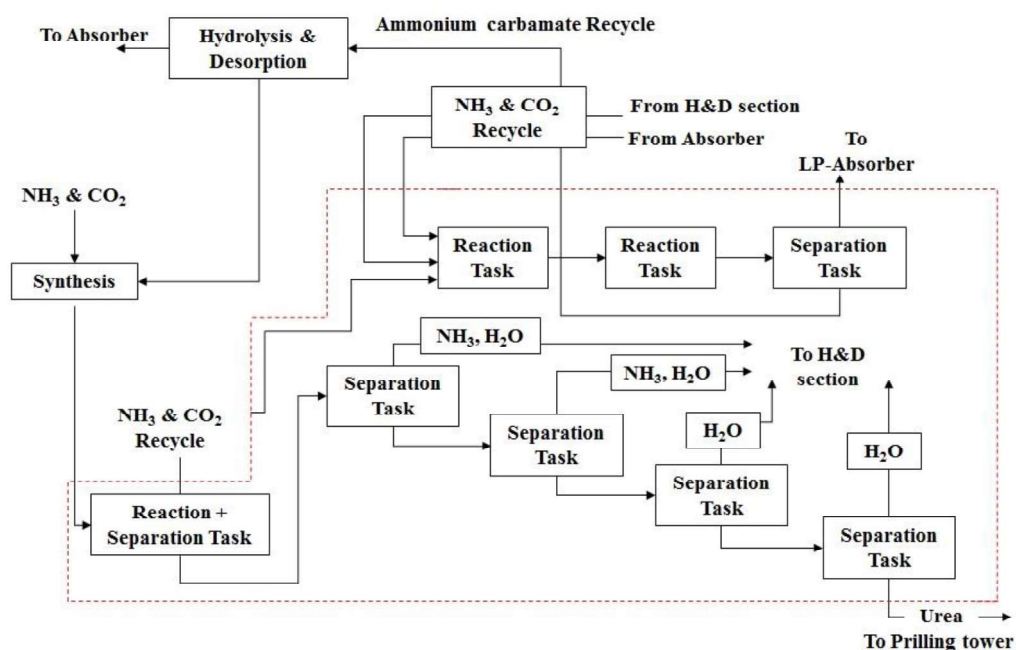 To Absorber
Hydrolysis &
Desorption
Ammonium carbamate Recycle
NH₃ & CO₂
Recycle
From H&D section
From Absorber
To
LP-Absorber
NH₃ & CO₂
Synthesis
Reaction
Task
Reaction
Task
Separation
Task
NH₃, H₂O
To H&D
section
Separation
Task
NH₃, H₂O
NH₃ & CO₂
Recycle
Separation
Task
H₂O
H₂O
Separation
Task
Reaction +
Separation Task
Separation
Task
Urea
To Prilling tower